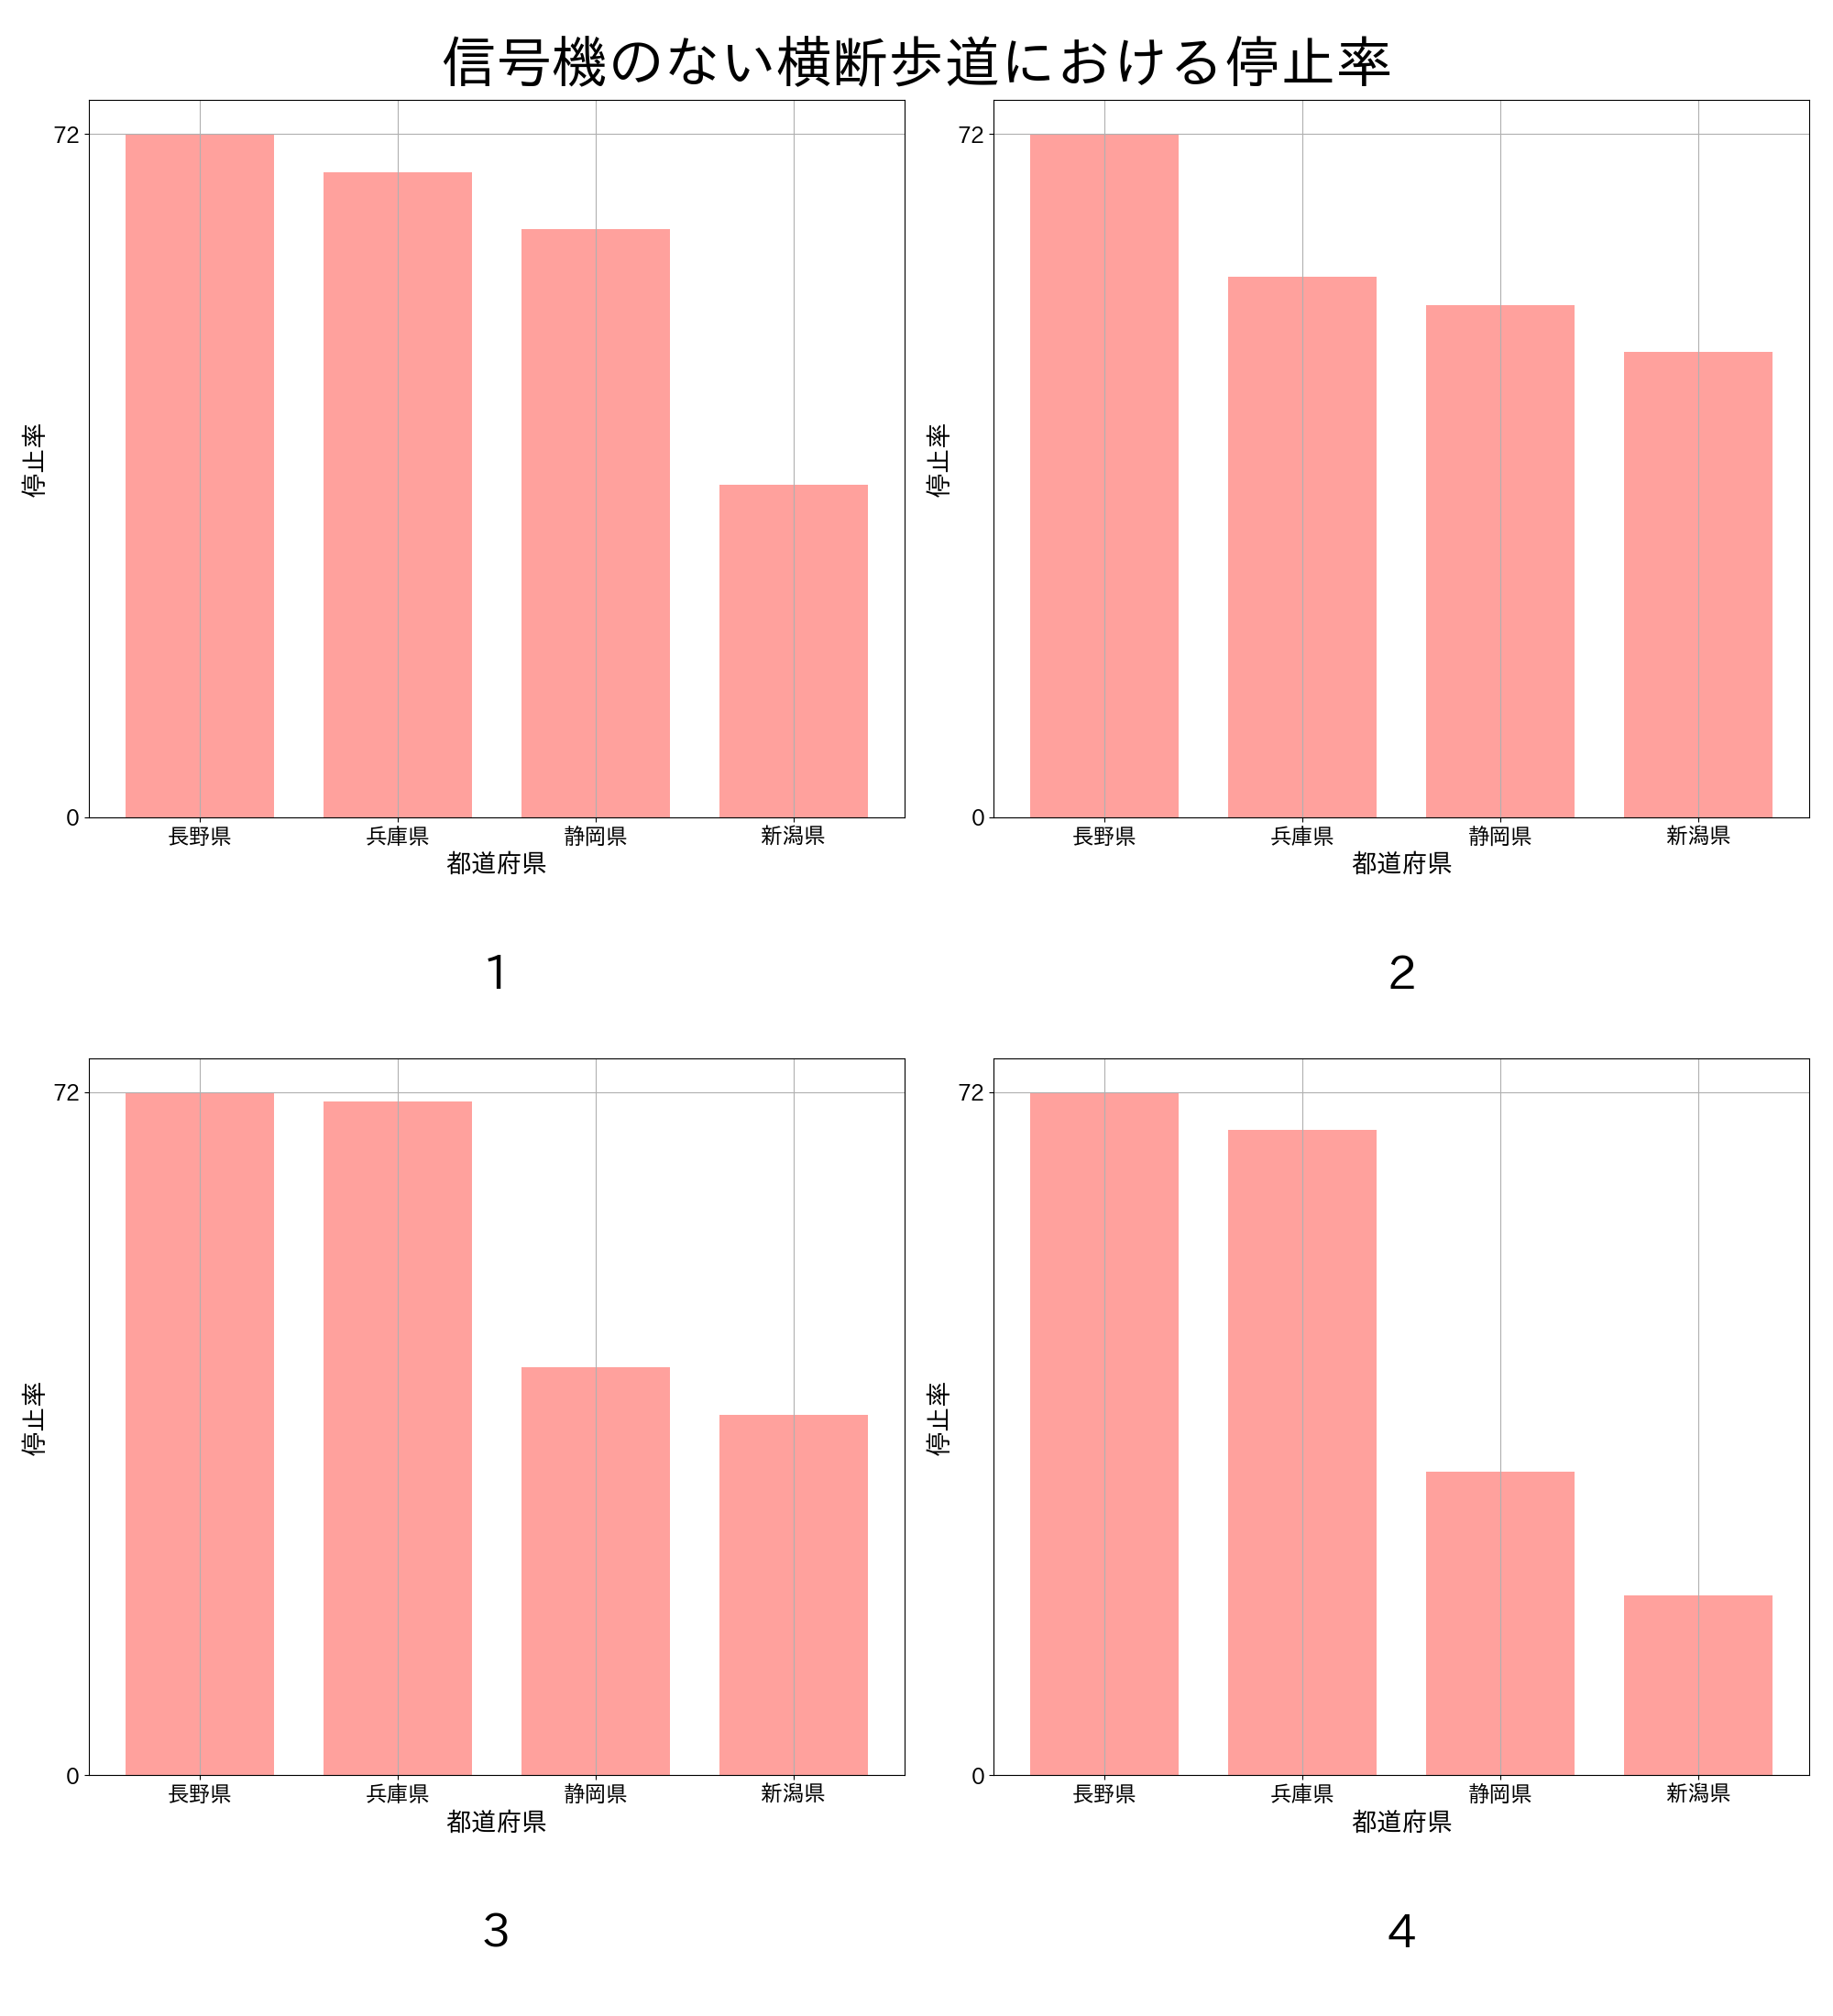 信号機のない横断歩道における停止率
72
停止率
0
長野県 兵庫県 静岡県 新潟県
都道府県
1
72
停止率
0
長野県 兵庫県 静岡県 新潟県
都道府県
2
72
停止率
0
長野県 兵庫県 静岡県 新潟県
都道府県
3
72
停止率
0
長野県 兵庫県 静岡県 新潟県
都道府県
4